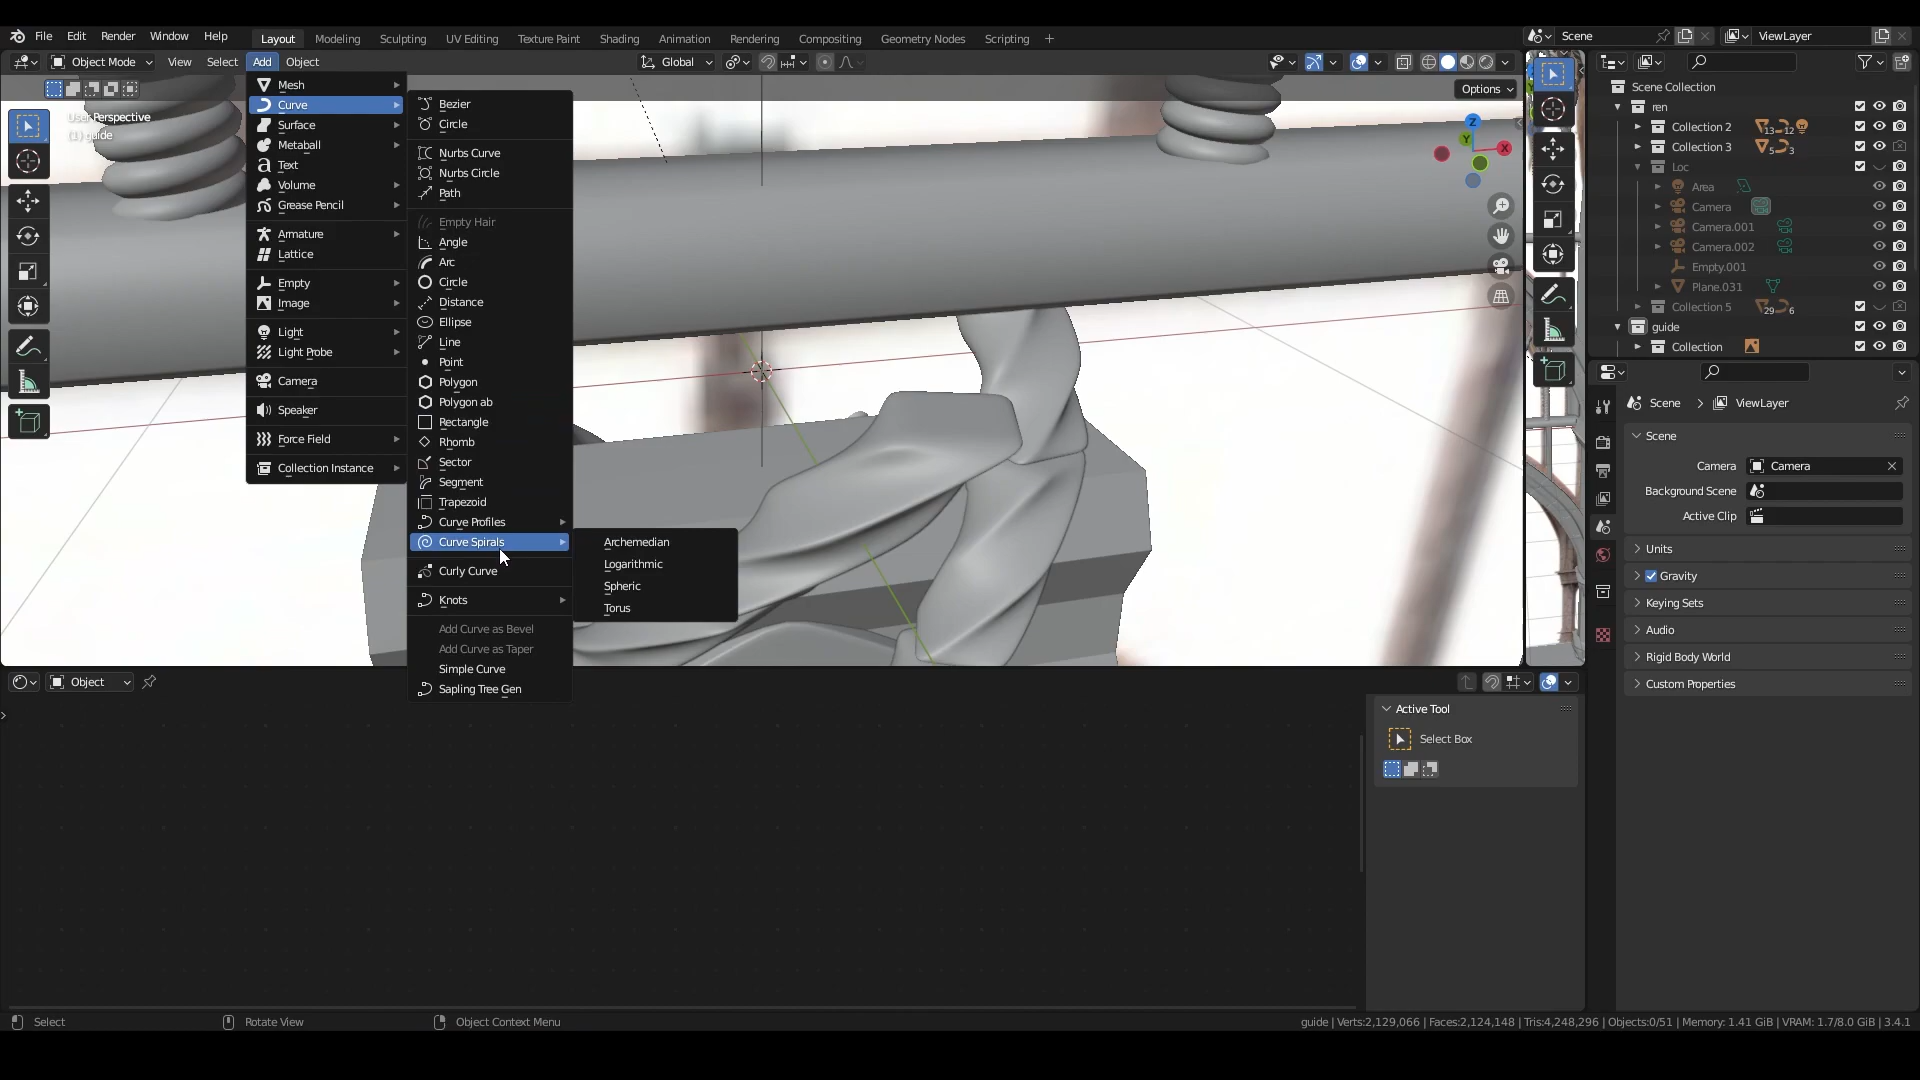 File Edit Render Window Help Layout Modeling Sculpting UV Editing Texture Paint Shading Animation Rendering Compositing Geometry Nodes Scripting + Scene ViewLayer
Object Mode View Select Add Object Global
Options
User Perspective
(1) guide
Mesh
Curve
Surface
Metaball
Text
Volume
Grease Pencil
Armature
Lattice
Empty
Image
Light
Light Probe
Camera
Speaker
Force Field
Collection Instance
Bezier
Circle
Nurbs Curve
Nurbs Circle
Path
Empty Hair
Angle
Arc
Circle
Distance
Ellipse
Line
Point
Polygon
Polygon ab
Rectangle
Rhomb
Sector
Segment
Trapezoid
Curve Profiles
Curve Spirals
Curly Curve
Knots
Add Curve as Bevel
Add Curve as Taper
Simple Curve
Sapling Tree Gen
Archemedian
Logarithmic
Spheric
Torus
Z
Y
X
Scene Collection
ren
Collection 2 13 12
Collection 3 5 3
Loc
Area
Camera
Camera.001
Camera.002
Empty.001
Plane.031
Collection 5 29 6
guide
Collection
Scene ViewLayer
Scene
Camera Camera
Background Scene
Active Clip
Units
Gravity
Keying Sets
Audio
Rigid Body World
Custom Properties
Object
Active Tool
Select Box
Select Rotate View Object Context Menu guide | Verts:2,129,066 | Faces:2,124,148 | Tris:4,248,296 | Objects:0/51 | Memory: 1.41 GiB | VRAM: 1.7/8.0 GiB | 3.4.1